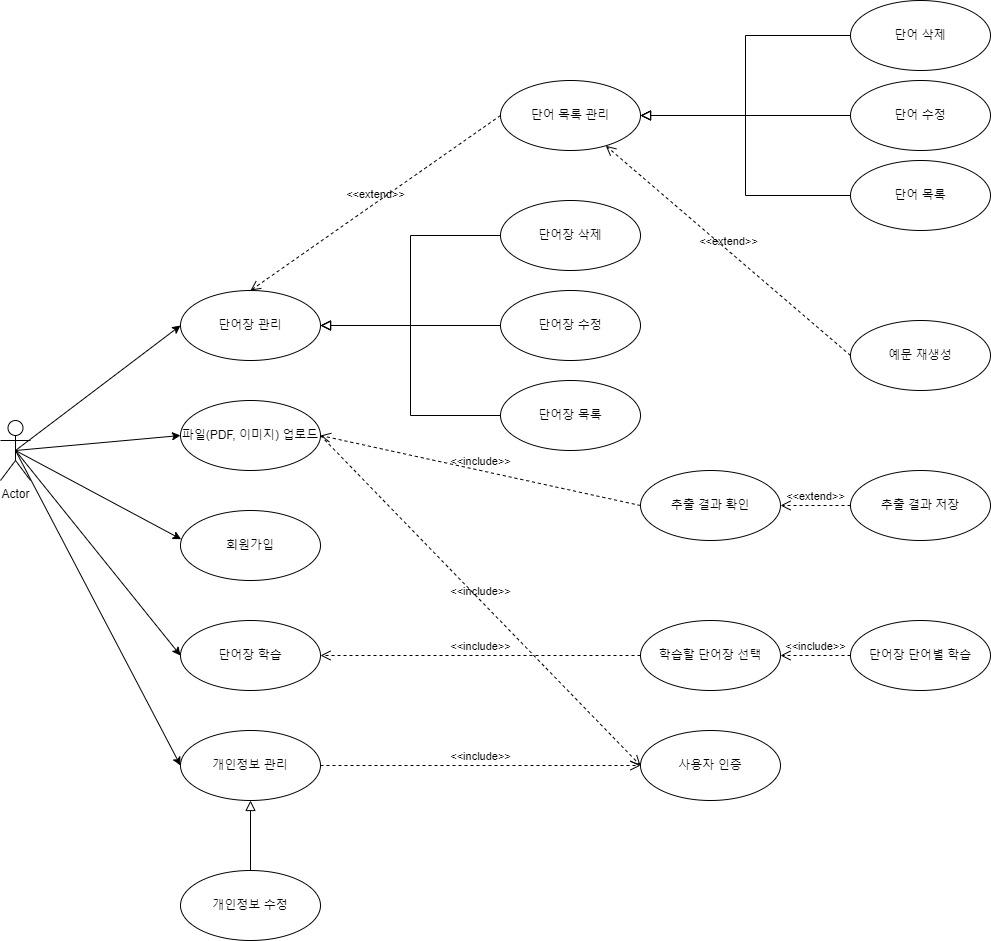 단어 삭제
단어 목록 관리
단어 수정
단어 목록
<<extend>>
단어장 삭제
<<extend>>
단어장 관리
단어장 수정
예문 재생성
단어장 목록
파일(PDF, 이미지) 업로드
<<include>>
Actor
추출 결과 확인
<<extend>>
추출 결과 저장
회원가입
<<include>>
단어장 학습
<<include>>
학습할 단어장 선택
<<include>>
단어장 단어별 학습
개인정보 관리
<<include>>
사용자 인증
개인정보 수정